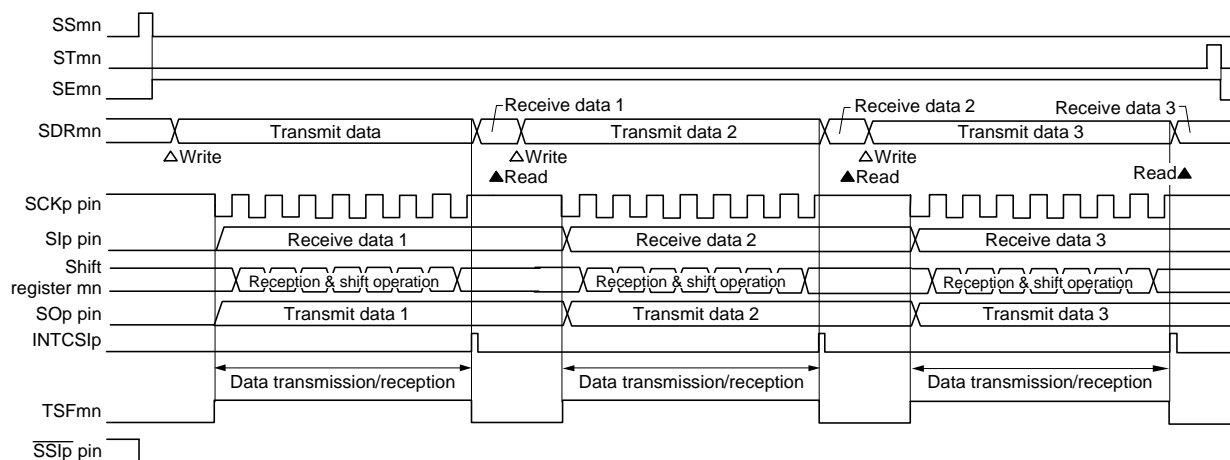 SSmn
STmn
SEmn
Receive data 1
Receive data 2
Receive data 3
SDRmn
Transmit data
Transmit data 2
Transmit data 3
△Write
△Write
△Write
▲Read
▲Read
Read▲
SCKp pin
SIp pin
Receive data 1
Receive data 2
Receive data 3
Shift
register mn
Reception & shift operation
Reception & shift operation
Reception & shift operation
SOp pin
Transmit data 1
Transmit data 2
Transmit data 3
INTCSIp
Data transmission/reception
Data transmission/reception
Data transmission/reception
TSFmn
SSIp pin